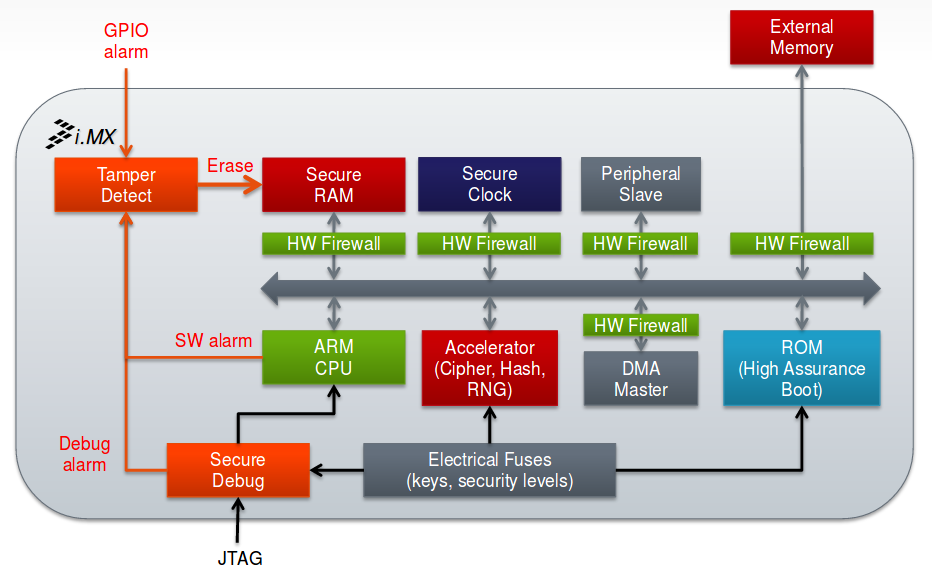 GPIO
alarm
External
Memory
i.MX
Tamper
Detect
Erase
Secure
RAM
Secure
Clock
Peripheral
Slave
HW Firewall
HW Firewall
HW Firewall
HW Firewall
SW alarm
ARM
CPU
Accelerator
(Cipher, Hash,
RNG)
HW Firewall
DMA
Master
ROM
(High Assurance
Boot)
Debug
alarm
Secure
Debug
Electrical Fuses
(keys, security levels)
JTAG